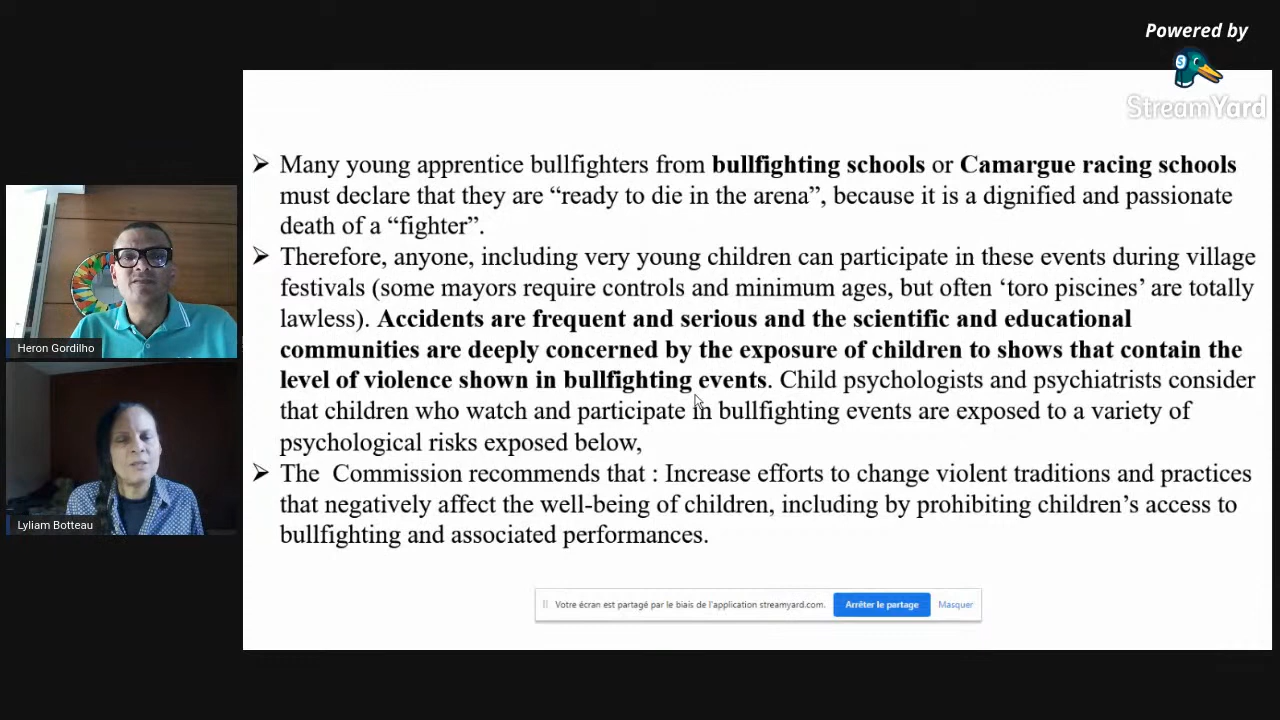 Powered by
StreamYard
Many young apprentice bullfighters from bullfighting schools or Camargue racing schools
must declare that they are “ready to die in the arena”, because it is a dignified and passionate
death of a “fighter”.
Therefore, anyone, including very young children can participate in these events during village
festivals (some mayors require controls and minimum ages, but often ‘toro piscines’ are totally
lawless). Accidents are frequent and serious and the scientific and educational
communities are deeply concerned by the exposure of children to shows that contain the
level of violence shown in bullfighting events. Child psychologists and psychiatrists consider
that children who watch and participate in bullfighting events are exposed to a variety of
psychological risks exposed below,
The Commission recommends that : Increase efforts to change violent traditions and practices
that negatively affect the well-being of children, including by prohibiting children’s access to
bullfighting and associated performances.
Heron Gordilho
Lyliam Botteau
Votre écran est partagé par le biais de l'application streamyard.com.
Arrêter le partage
Masquer